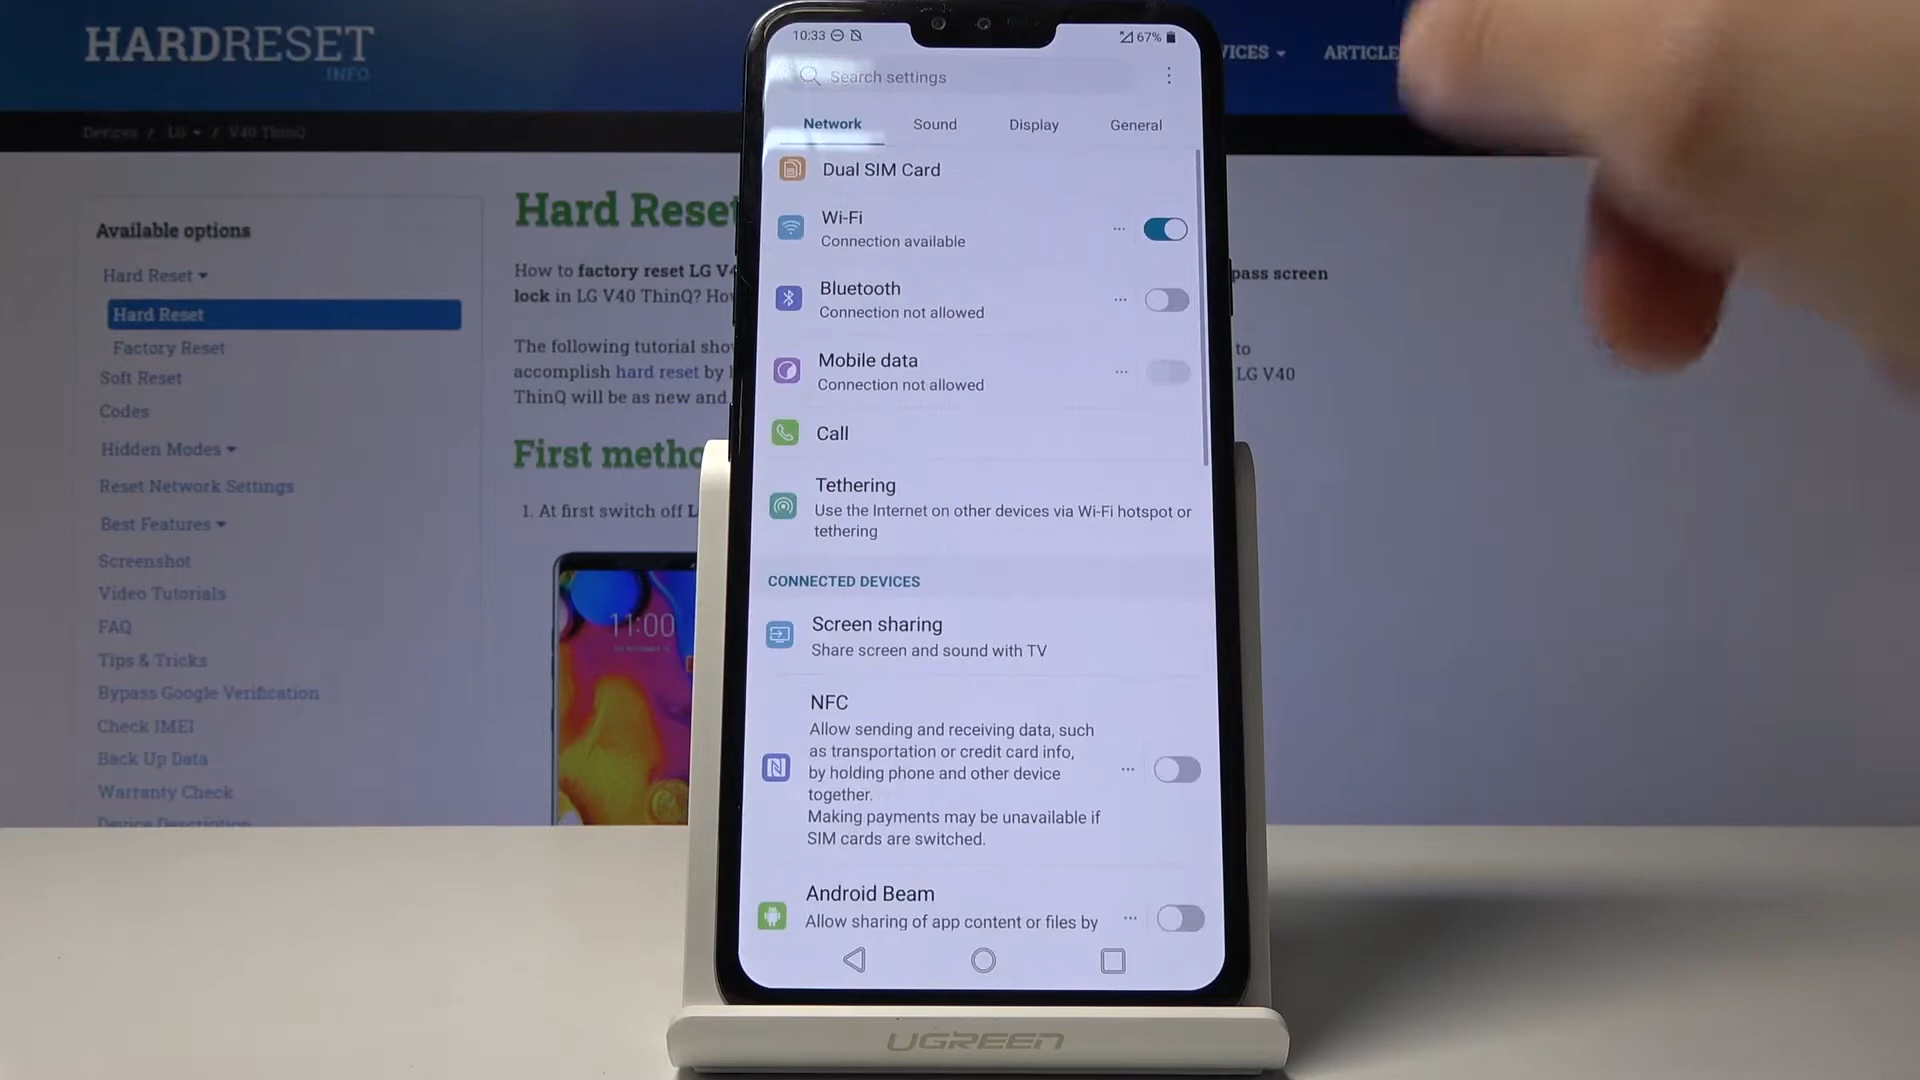 HARDRESET
.INFO
VICES
ARTICLE
Devices / LG / V40 ThinQ
10:33
67%
Search settings
Network Sound Display General
Dual SIM Card
Wi-Fi
Connection available
Bluetooth
Connection not allowed
Mobile data
Connection not allowed
Call
Tethering
Use the Internet on other devices via Wi-Fi hotspot or
tethering
CONNECTED DEVICES
Screen sharing
Share screen and sound with TV
NFC
Allow sending and receiving data, such
as transportation or credit card info,
by holding phone and other device
together.
Making payments may be unavailable if
SIM cards are switched.
Android Beam
Allow sharing of app content or files by
Available options
Hard Reset
Hard Reset
Factory Reset
Soft Reset
Codes
Hidden Modes
Reset Network Settings
Best Features
Screenshot
Video Tutorials
FAQ
Tips & Tricks
Bypass Google Verification
Check IMEI
Back Up Data
Warranty Check
Device Description
Hard Reset
How to factory reset LG V4
pass screen
lock in LG V40 ThinQ? Ho
The following tutorial sho
to
accomplish hard reset by
LG V40
ThinQ will be as new and
First metho
1. At first switch off L
11:00
UGREEN